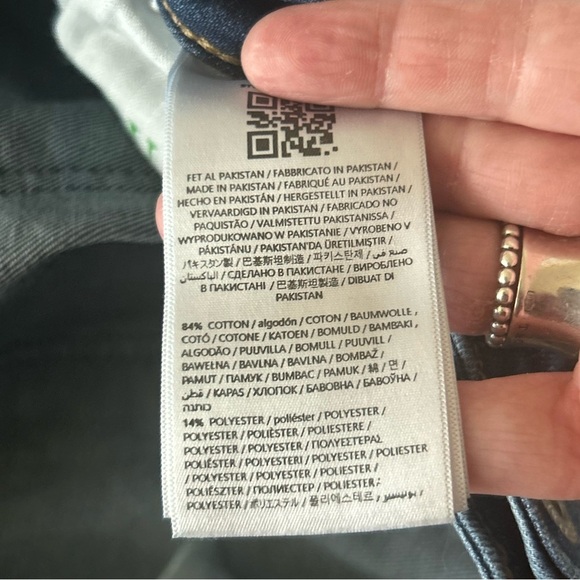 FET AL PAKISTAN / FABBRICATO IN PAKISTAN /
MADE IN PAKISTAN / FABRIQUÉ AU PAKISTAN /
HECHO EN PAKISTÁN / HERGESTELLT IN PAKISTAN /
VERVAARDIGD IN PAKISTAN / FABRICADO NO
PAQUISTÃO / VALMISTETTU PAKISTANISSA /
WYPRODUKOWANO W PAKISTANIE / VYROBENO V
PÁKISTÁNU / PAKISTAN'DA ÜRETILMIŞTIR /
パキスタン製 / 巴基斯坦制造 / 파키스탄제 / صنع في
الباكستان / СДЕЛАНО В ПАКИСТАНЕ / ВИРОБЛЕНО
В ПАКИСТАНІ / 巴基斯坦製造 / DIBUAT DI
PAKISTAN
84% COTTON / algodón / COTON / BAUMWOLLE /
COTÓ / COTONE / KATOEN / BOMULD / BAMBAKI /
ALGODÃO / PUUVILLA / BOMULL / PUUVILL /
BAWEŁNA / BAVLNA / BAVLNA / BOMBAŽ /
PAMUT / ПАМУК / BUMBAC / PAMUK / 綿 / 면 /
قطن / KAPAS / ХЛОПОК / БАВОВНА / БАВОЎНА /
כותנה
14% POLYESTER / poliéster / POLYESTER /
POLYESTER / POLIÈSTER / POLIESTERE /
POLYESTER / POLYESTER / ΠΟΛΥΕΣΤΕΡΑΣ
POLIÉSTER / POLYESTERI / POLYESTER / POLÜESTER
/ POLYESTER / POLYESTER / POLIESTER /
POLIÉSZTER / ПОЛИЕСТЕР / POLIESTER /
POLYESTER / ポリエステル / 폴리에스테르 / بوليستر /